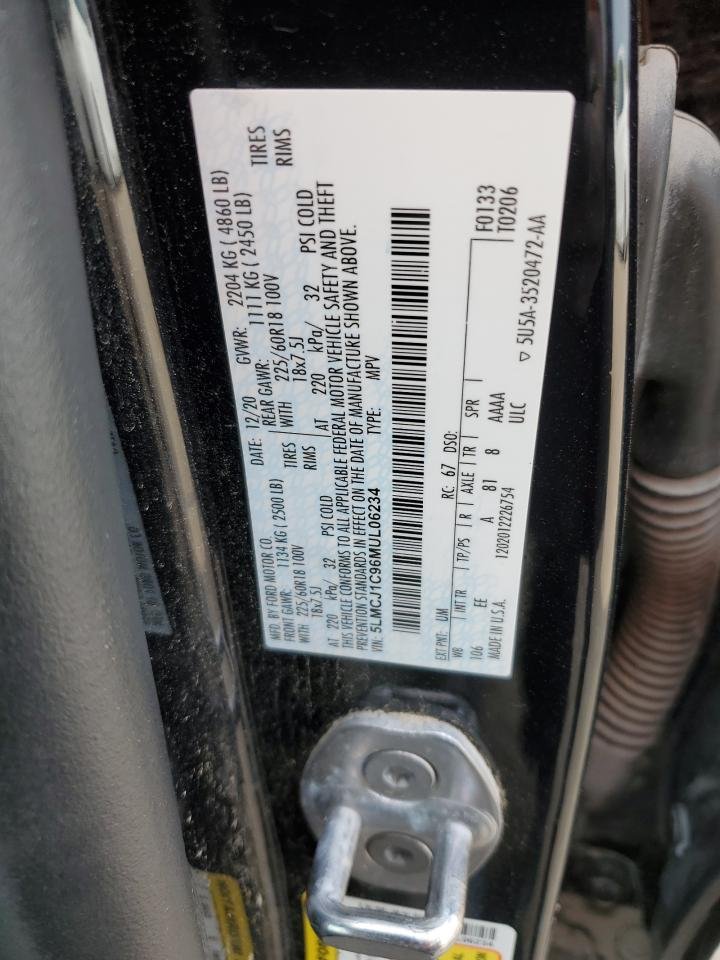 MFD. BY FORD MOTOR CO. DATE: 12/20 GVWR: 2204 KG ( 4860 LB)
FRONT GAWR: 1134 KG ( 2500 LB) REAR GAWR: 1111 KG ( 2450 LB)
WITH 225/60R18 100V TIRES WITH 225/60R18 100V TIRES
18x7.5J RIMS 18x7.5J RIMS
AT 220 kPa/ 32 PSI COLD AT 220 kPa/ 32 PSI COLD
THIS VEHICLE CONFORMS TO ALL APPLICABLE FEDERAL MOTOR VEHICLE SAFETY AND THEFT
PREVENTION STANDARDS IN EFFECT ON THE DATE OF MANUFACTURE SHOWN ABOVE.
VIN: 5LMCJ1C96MUL06234 TYPE: MPV
EXT PNT: UM RC: 67 DSO: F0133
WB INT TR TP/PS R AXLE TR SPR T0206
106 EE A 81 8 AAAA
MADE IN U.S.A. 1202012226754 ULC ▽ 5U5A-3520472-AA